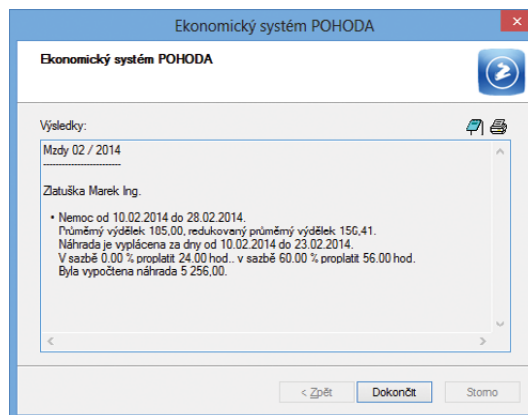 Ekonomický systém POHODA
Ekonomický systém POHODA
Výsledky:
Mzdy 02 / 2014
------------------------
Zlatuška Marek Ing.
• Nemoc od 10.02.2014 do 28.02.2014.
Průměrný výdělek 185,00, redukovaný průměrný výdělek 156,41.
Náhrada je vyplácena za dny od 10.02.2014 do 23.02.2014.
V sazbě 0.00 % proplatit 24.00 hod.. v sazbě 60.00 % proplatit 56.00 hod.
Byla vypočtena náhrada 5 256,00.
< Zpět Dokončit Storno